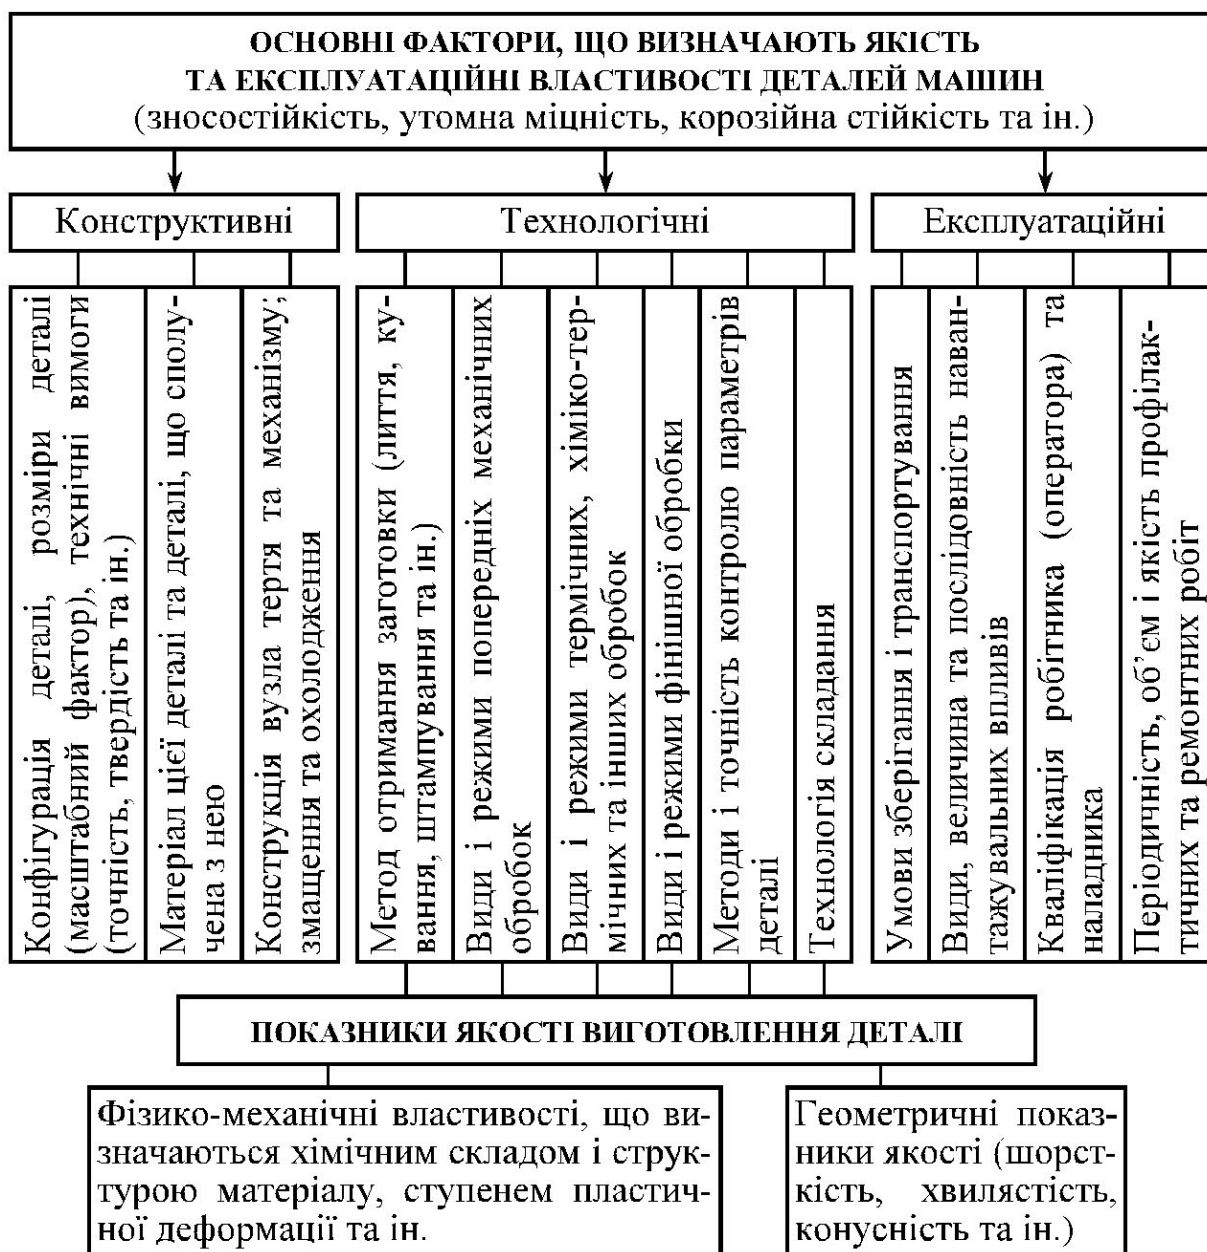 ОСНОВНІ ФАКТОРИ, ЩО ВИЗНАЧАЮТЬ ЯКІСТЬ
ТА ЕКСПЛУАТАЦІЙНІ ВЛАСТИВОСТІ ДЕТАЛЕЙ МАШИН
(зносостійкість, утомна міцність, корозійна стійкість та ін.)
Конструктивні
Технологічні
Експлуатаційні
Конфігурація деталі, розміри деталі
(масштабний фактор), технічні вимоги
(точність, твердість та ін.)
Матеріал цієї деталі та деталі, що сполу-
чена з нею
Конструкція вузла тертя та механізму;
змащення та охолодження
Метод отримання заготовки (лиття, ку-
вання, штампування та ін.)
Види і режими попередніх механічних
обробок
Види і режими термічних, хіміко-тер-
мічних та інших обробок
Види і режими фінішної обробки
Методи і точність контролю параметрів
деталі
Технологія складання
Умови зберігання і транспортування
Види, величина та послідовність наван-
тажувальних впливів
Кваліфікація робітника (оператора) та
наладника
Періодичність, об’єм і якість профілак-
тичних та ремонтних робіт
ПОКАЗНИКИ ЯКОСТІ ВИГОТОВЛЕННЯ ДЕТАЛІ
Фізико-механічні властивості, що ви-
значаються хімічним складом і струк-
турою матеріалу, ступенем пластич-
ної деформації та ін.
Геометричні показ-
ники якості (шорст-
кість, хвилястість,
конусність та ін.)